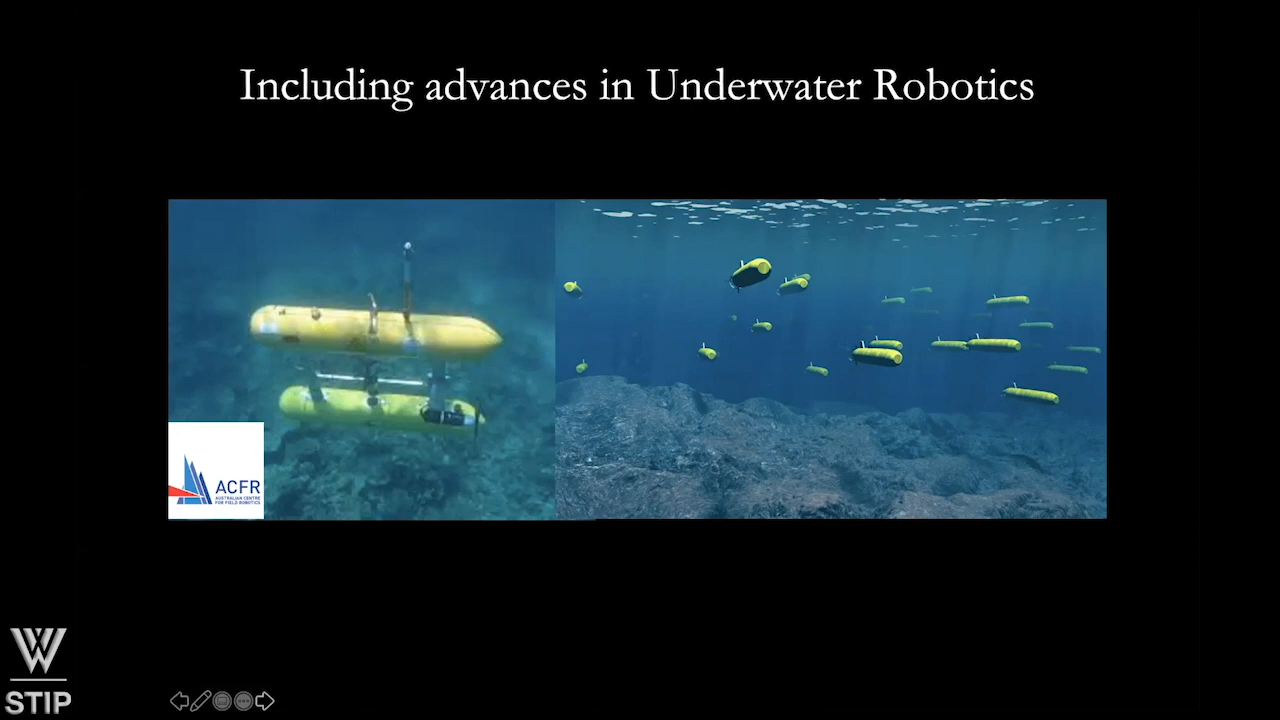 Including advances in Underwater Robotics
ACFR
AUSTRALIAN CENTRE
FOR FIELD ROBOTICS
W
STIP